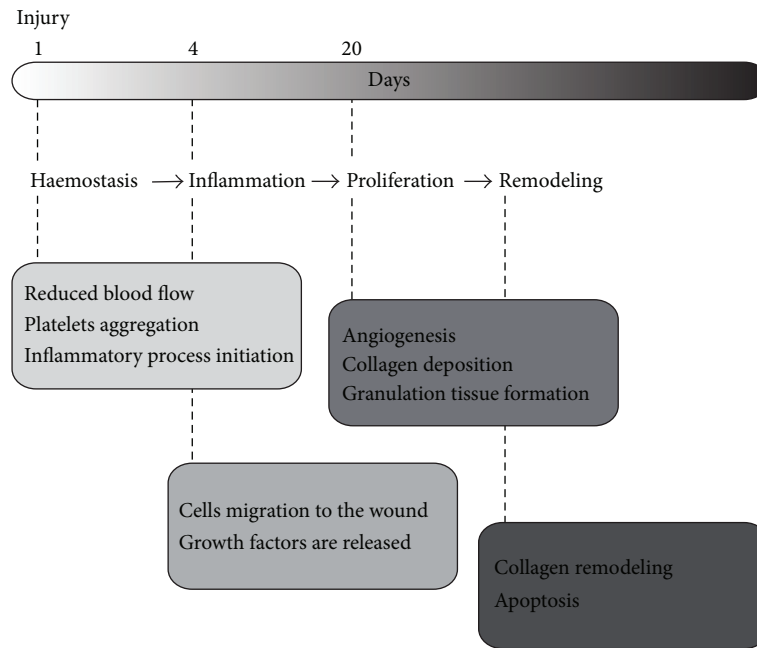 Injury
1 4 20
Days
Haemostasis → Inflammation → Proliferation → Remodeling
Reduced blood flow
Platelets aggregation
Inflammatory process initiation
Angiogenesis
Collagen deposition
Granulation tissue formation
Cells migration to the wound
Growth factors are released
Collagen remodeling
Apoptosis